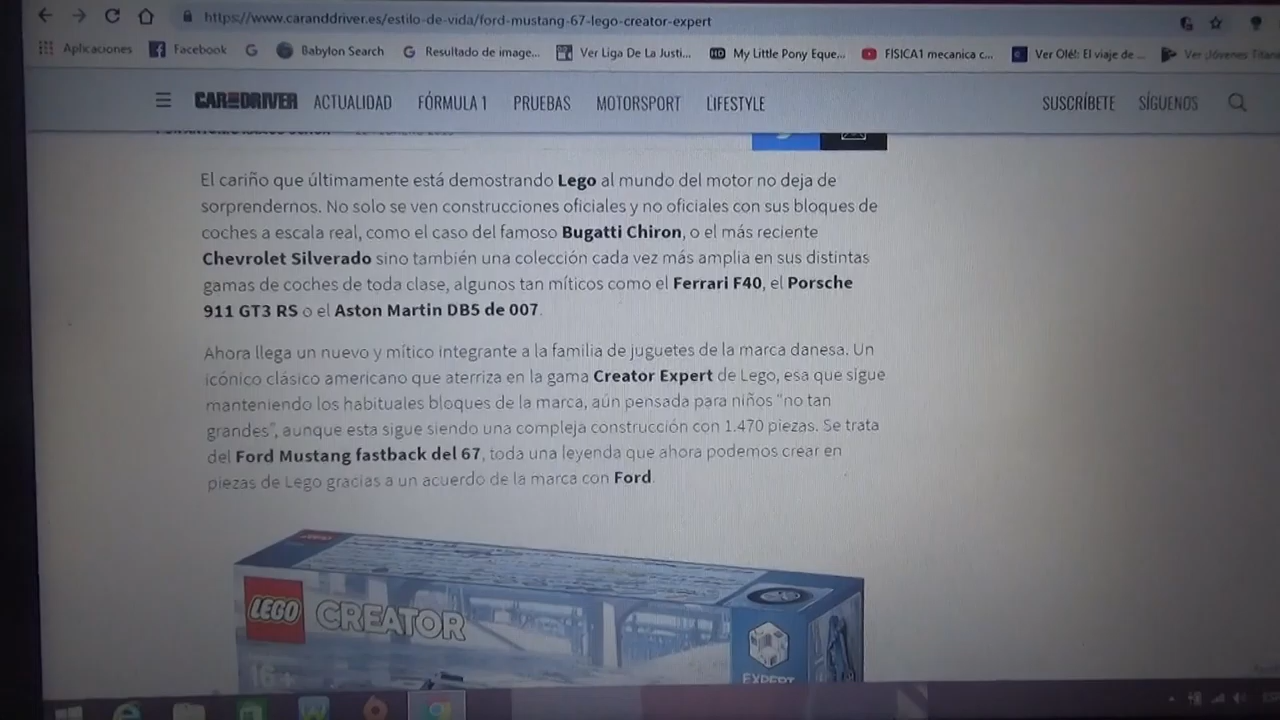 https://www.caranddriver.es/estilo-de-vida/ford-mustang-67-lego-creator-expert
Aplicaciones Facebook Babylon Search Resultado de image... Ver Liga De La Justi... My Little Pony Eque... FÍSICA1 mecanica c... Ver Olé!: El viaje de ... Ver Jóvenes Titane
CAR AND DRIVER ACTUALIDAD FÓRMULA 1 PRUEBAS MOTORSPORT LIFESTYLE SUSCRÍBETE SÍGUENOS
El cariño que últimamente está demostrando Lego al mundo del motor no deja de
sorprendernos. No solo se ven construcciones oficiales y no oficiales con sus bloques de
coches a escala real, como el caso del famoso Bugatti Chiron, o el más reciente
Chevrolet Silverado sino también una colección cada vez más amplia en sus distintas
gamas de coches de toda clase, algunos tan míticos como el Ferrari F40, el Porsche
911 GT3 RS o el Aston Martin DB5 de 007.
Ahora llega un nuevo y mítico integrante a la familia de juguetes de la marca danesa. Un
icónico clásico americano que aterriza en la gama Creator Expert de Lego, esa que sigue
manteniendo los habituales bloques de la marca, aún pensada para niños "no tan
grandes", aunque esta sigue siendo una compleja construcción con 1.470 piezas. Se trata
del Ford Mustang fastback del 67, toda una leyenda que ahora podemos crear en
piezas de Lego gracias a un acuerdo de la marca con Ford.
LEGO CREATOR
16+
EXPERT